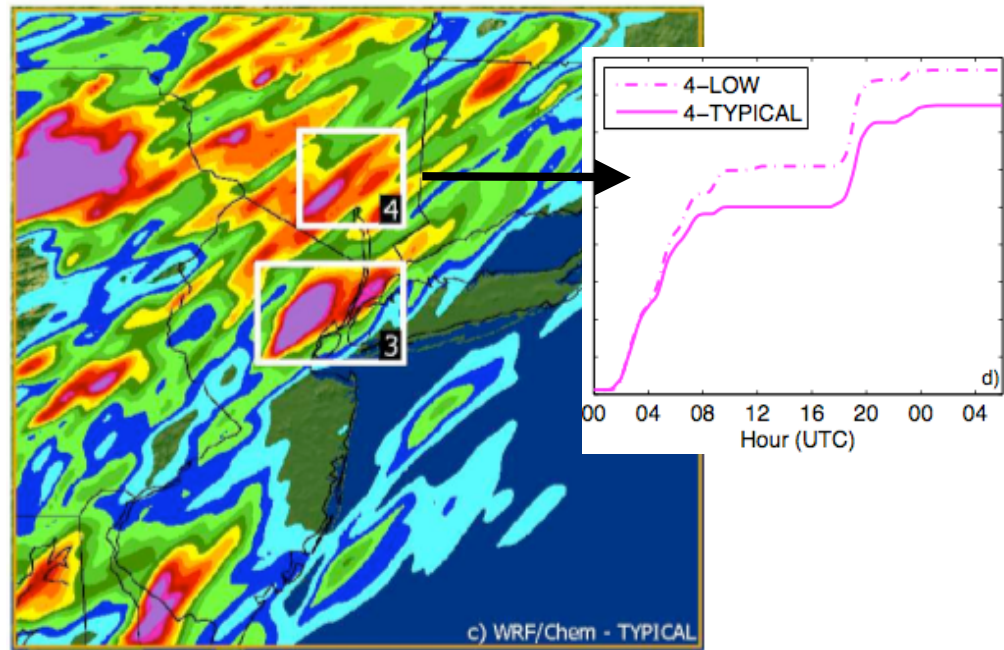 4
3
c) WRF/Chem - TYPICAL
4-LOW
4-TYPICAL
d)
00 04 08 12 16 20 00 04
Hour (UTC)